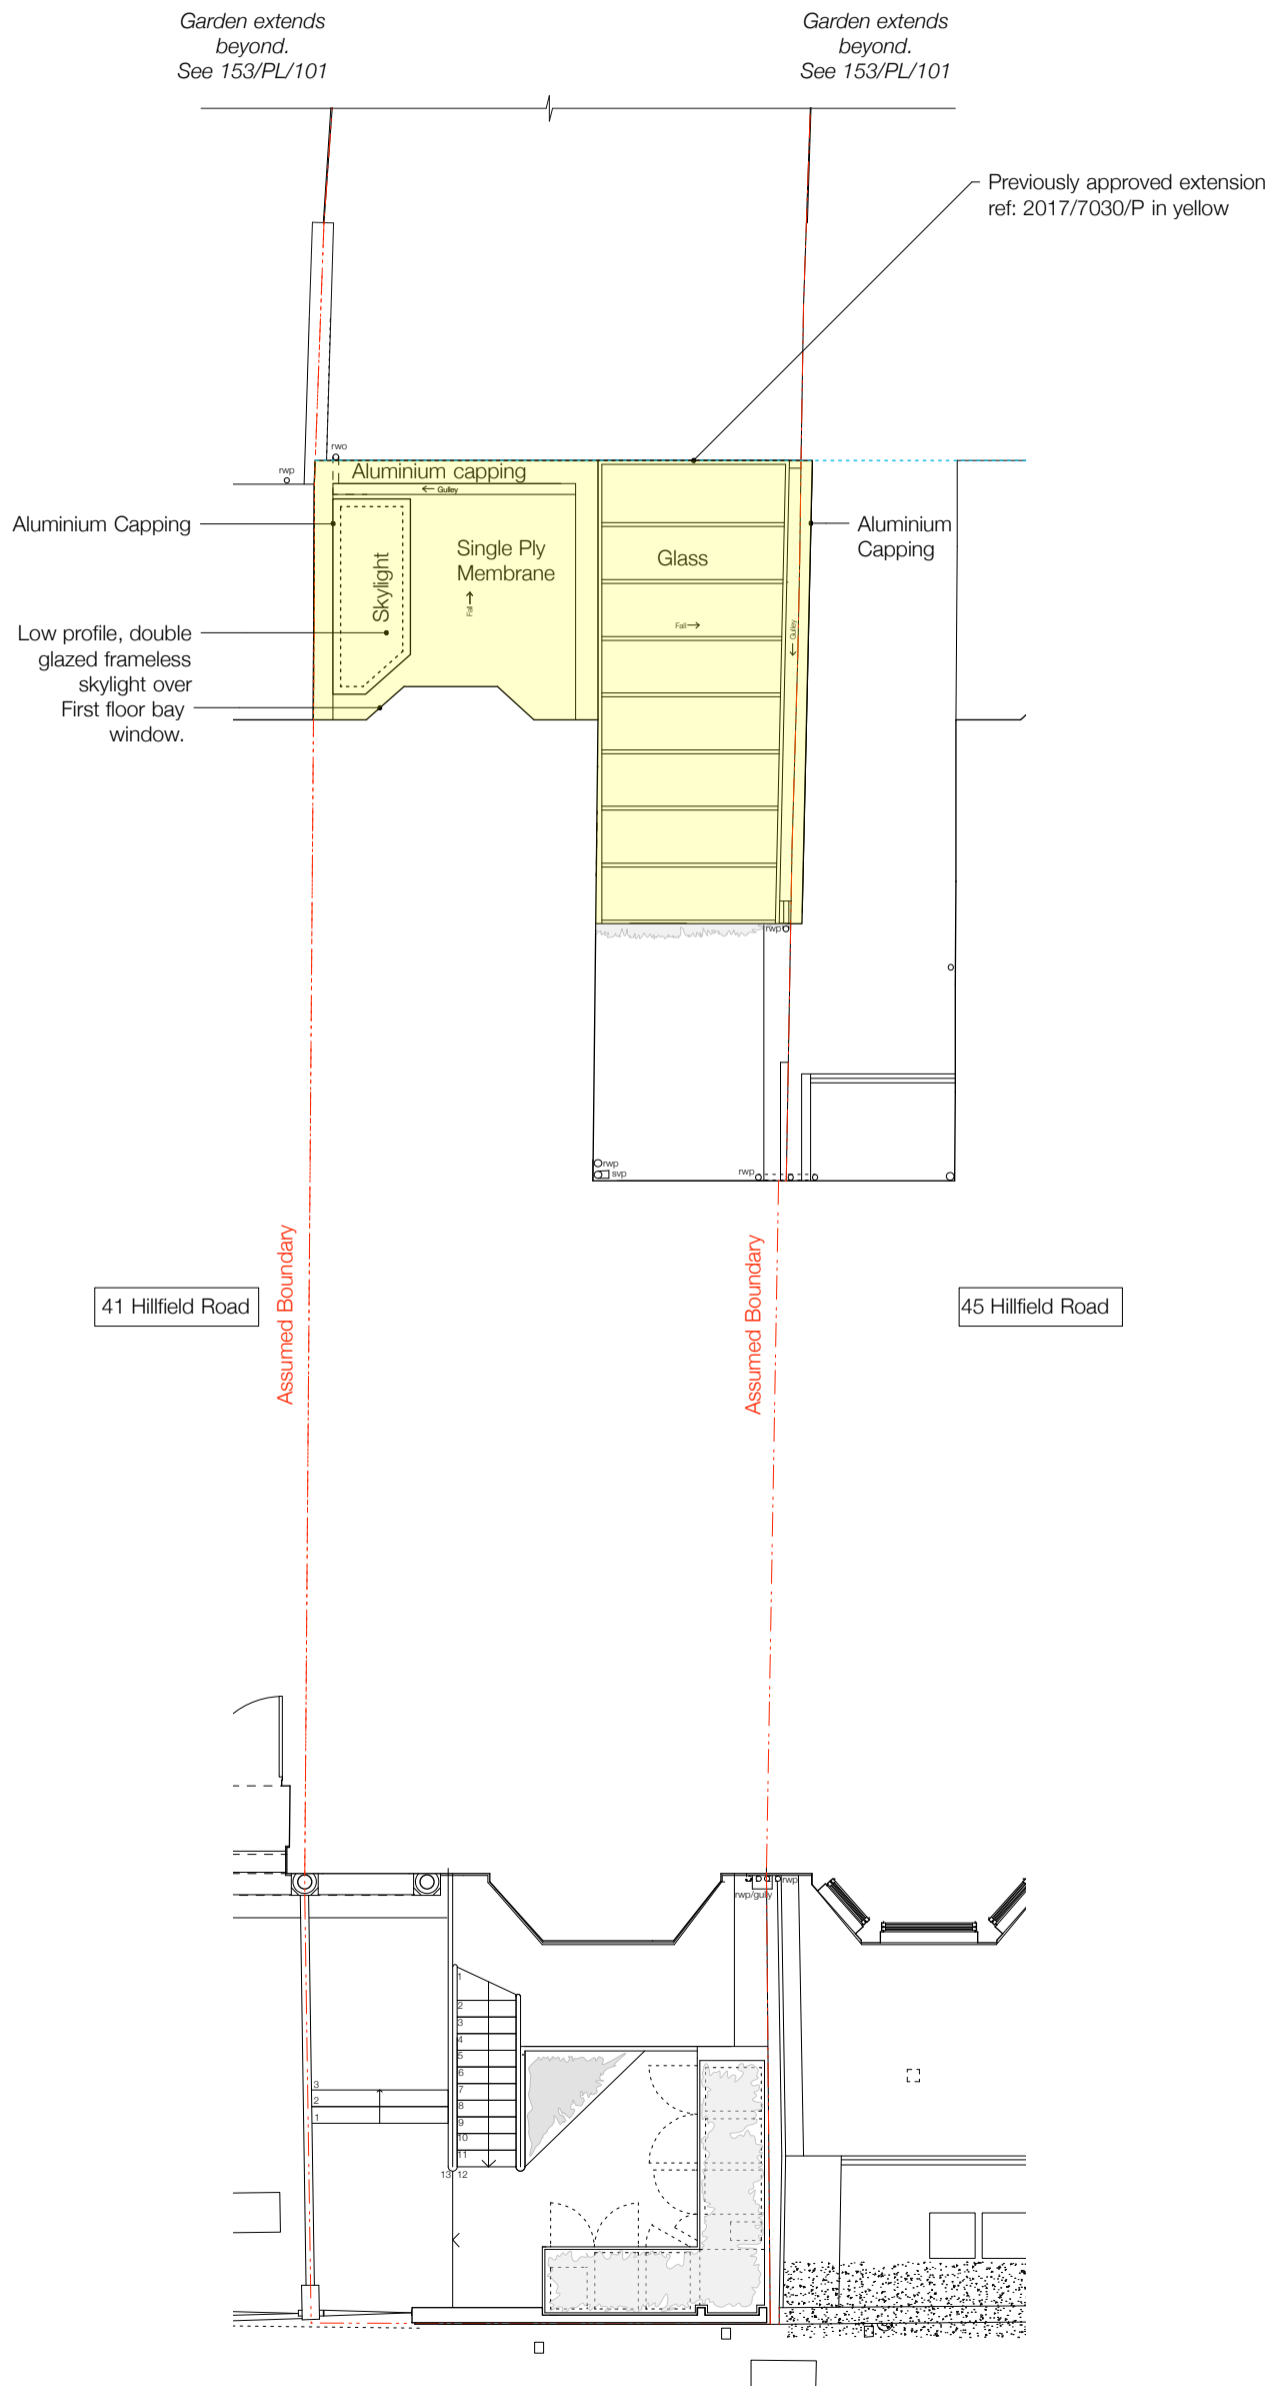 Garden extends
beyond.
See 153/PL/101
Garden extends
beyond.
See 153/PL/101
Previously approved extension
ref: 2017/7030/P in yellow
rwo
rwp
Aluminium capping
← Gulley
Aluminium Capping
Aluminium
Capping
Single Ply
Membrane
Glass
Skylight
Fall
Fall
Gulley
Low profile, double
glazed frameless
skylight over
First floor bay
window.
rwp
rwp
svp
rwp
Assumed Boundary
Assumed Boundary
41 Hillfield Road
45 Hillfield Road
rwp
rwp/gully
1
2
3
4
5
6
7
8
9
10
11
13 12
3
2
1